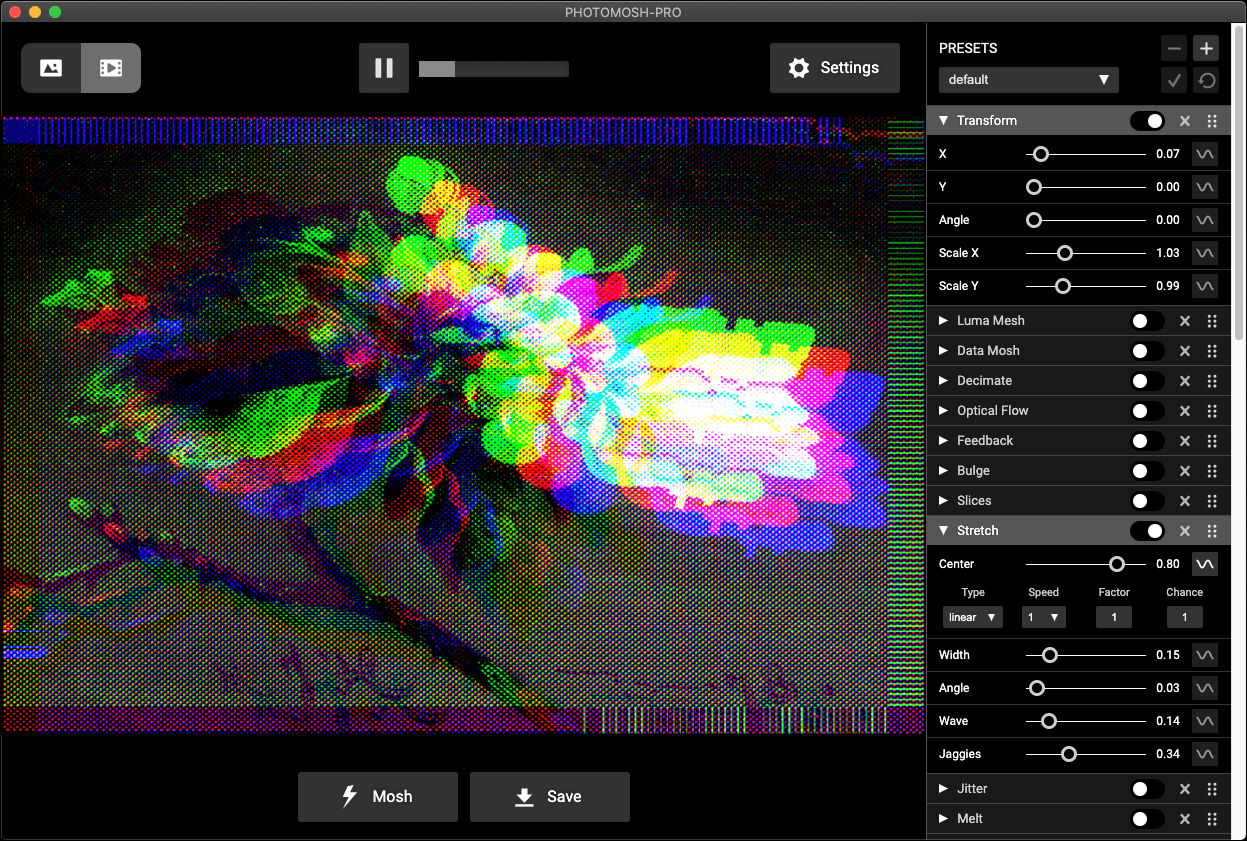 PHOTOMOSH-PRO
Settings
PRESETS
default
Transform
X 0.07
Y 0.00
Angle 0.00
Scale X 1.03
Scale Y 0.99
Luma Mesh
Data Mosh
Decimate
Optical Flow
Feedback
Bulge
Slices
Stretch
Center 0.80
Type Speed Factor Chance
linear 1 1 1
Width 0.15
Angle 0.03
Wave 0.14
Jaggies 0.34
Jitter
Melt
Mosh Save